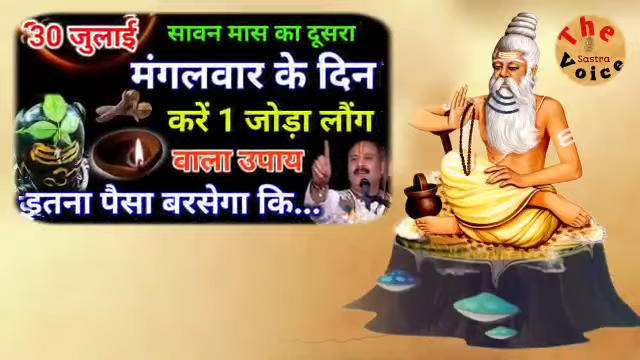 30 जुलाई सावन मास का दूसरा
मंगलवार के दिन
करें 1 जोड़ा लौंग
वाला उपाय
इतना पैसा बरसेगा कि...
The
Sastra
Voice